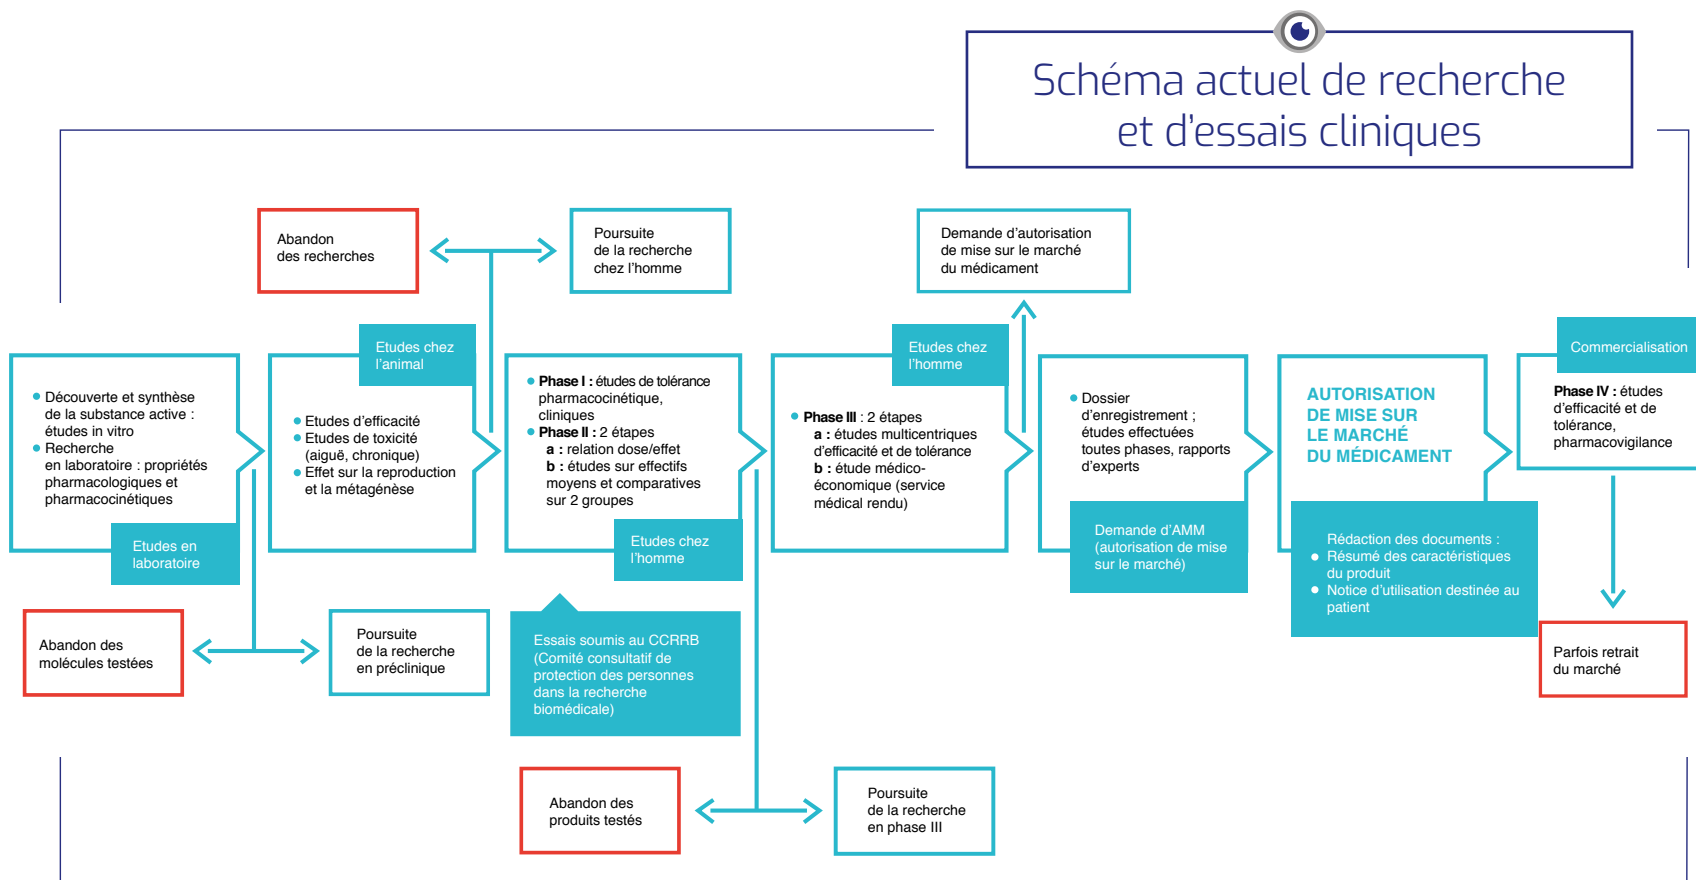 Schéma actuel de recherche
et d'essais cliniques
Abandon
des recherches
Poursuite
de la recherche
chez l'homme
Demande d'autorisation
de mise sur le marché
du médicament
● Découverte et synthèse
de la substance active :
études in vitro
● Recherche
en laboratoire : propriétés
pharmacologiques et
pharmacocinétiques
Etudes en
laboratoire
Etudes chez
l'animal
● Etudes d'efficacité
● Etudes de toxicité
(aiguë, chronique)
● Effet sur la reproduction
et la métagénèse
● Phase I : études de tolérance
pharmacocinétique,
cliniques
● Phase II : 2 étapes
a : relation dose/effet
b : études sur effectifs
moyens et comparatives
sur 2 groupes
Etudes chez
l'homme
Etudes chez
l'homme
● Phase III : 2 étapes
a : études multicentriques
d'efficacité et de tolérance
b : étude médico-
économique (service
médical rendu)
● Dossier
d'enregistrement ;
études effectuées
toutes phases, rapports
d'experts
Demande d'AMM
(autorisation de mise
sur le marché)
AUTORISATION
DE MISE SUR
LE MARCHÉ
DU MÉDICAMENT
Rédaction des documents :
● Résumé des caractéristiques
du produit
● Notice d'utilisation destinée au
patient
Commercialisation
Phase IV : études
d'efficacité et de
tolérance,
pharmacovigilance
Abandon des
molécules testées
Poursuite
de la recherche
en préclinique
Essais soumis au CCRRB
(Comité consultatif de
protection des personnes
dans la recherche
biomédicale)
Parfois retrait
du marché
Abandon des
produits testés
Poursuite
de la recherche
en phase III